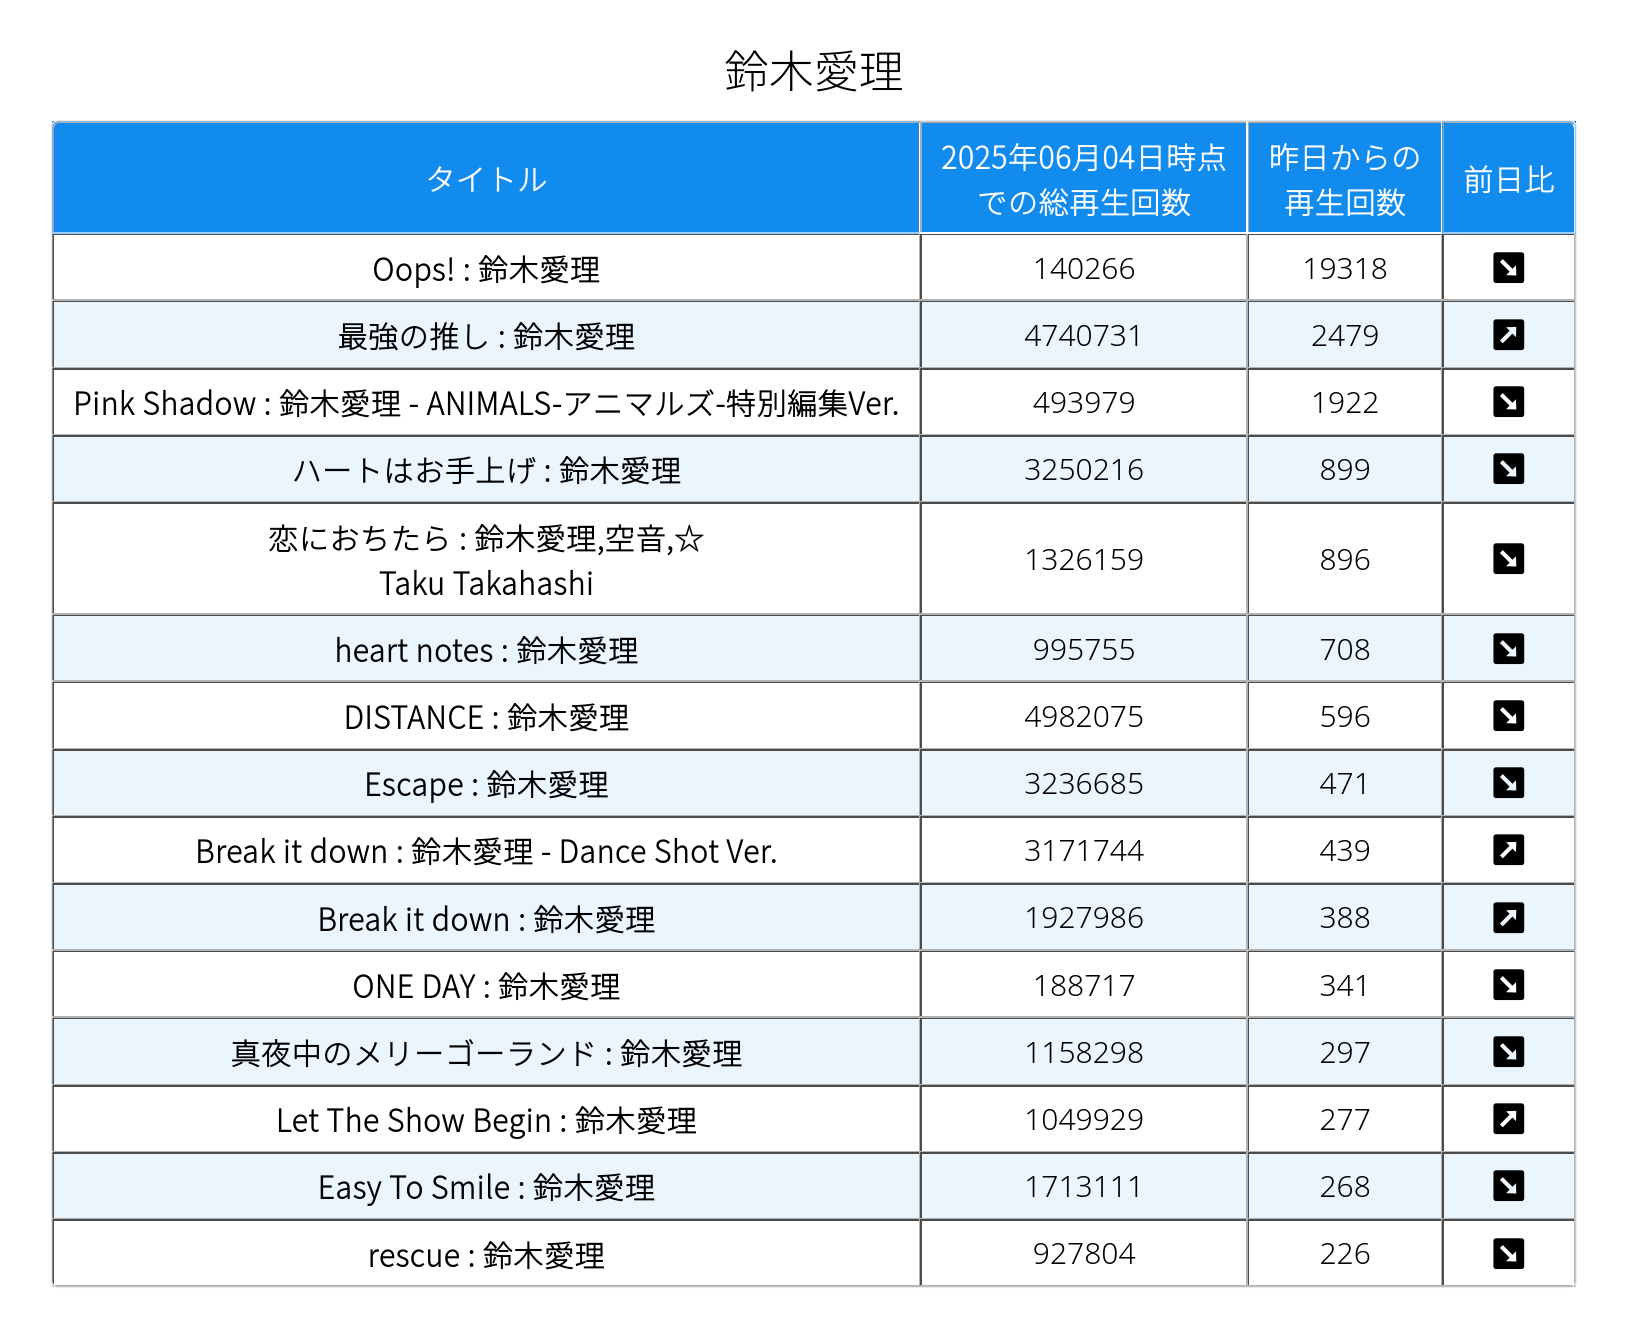 鈴木愛理
タイトル 2025年06月04日時点 昨日からの 前日比
での総再生回数 再生回数
Oops! : 鈴木愛理 140266 19318
最強の推し : 鈴木愛理 4740731 2479
Pink Shadow : 鈴木愛理 - ANIMALS-アニマルズ-特別編集Ver. 493979 1922
ハートはお手上げ : 鈴木愛理 3250216 899
恋におちたら : 鈴木愛理,空音,☆
Taku Takahashi 1326159 896
heart notes : 鈴木愛理 995755 708
DISTANCE : 鈴木愛理 4982075 596
Escape : 鈴木愛理 3236685 471
Break it down : 鈴木愛理 - Dance Shot Ver. 3171744 439
Break it down : 鈴木愛理 1927986 388
ONE DAY : 鈴木愛理 188717 341
真夜中のメリーゴーランド : 鈴木愛理 1158298 297
Let The Show Begin : 鈴木愛理 1049929 277
Easy To Smile : 鈴木愛理 1713111 268
rescue : 鈴木愛理 927804 226